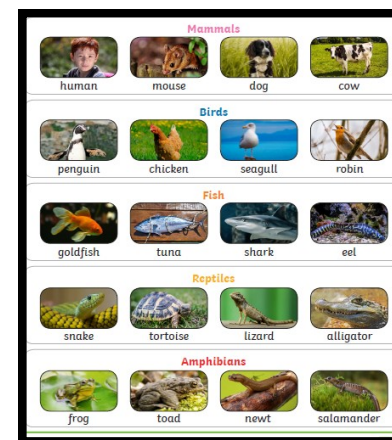 Mammals
human mouse dog cow
Birds
penguin chicken seagull robin
Fish
goldfish tuna shark eel
Reptiles
snake tortoise lizard alligator
Amphibians
frog toad newt salamander